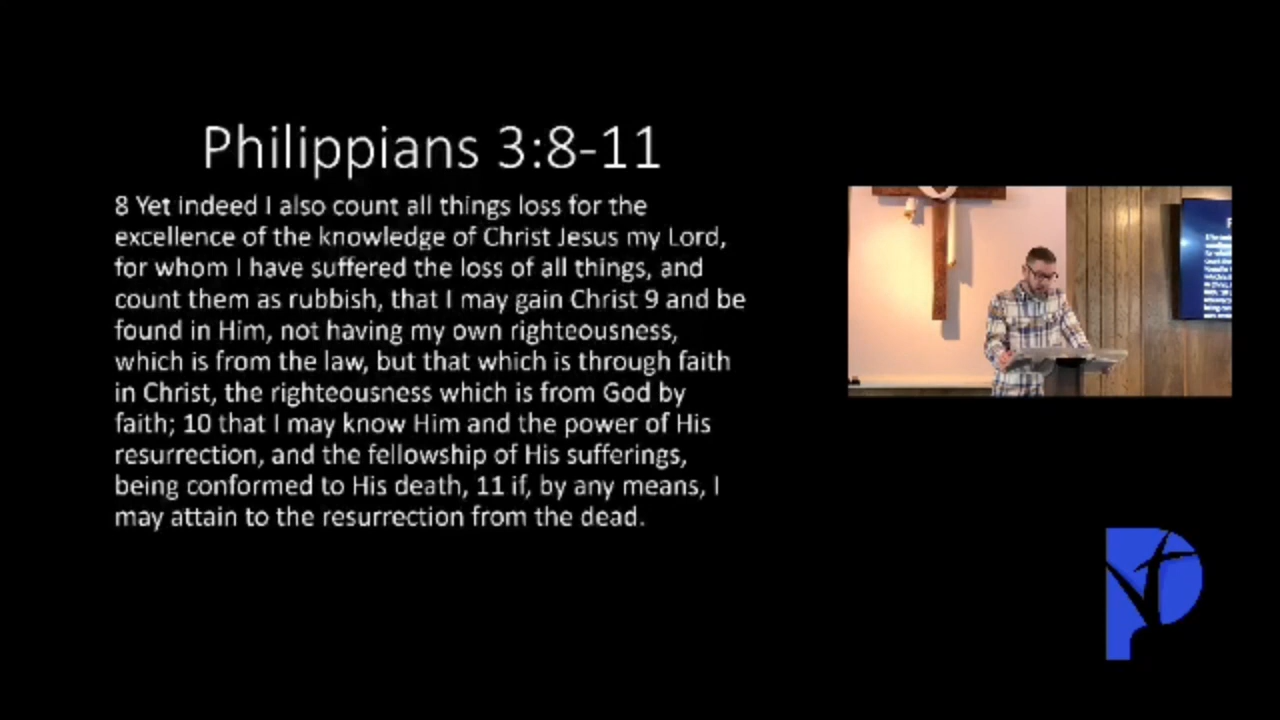 Philippians 3:8-11
8 Yet indeed I also count all things loss for the
excellence of the knowledge of Christ Jesus my Lord,
for whom I have suffered the loss of all things, and
count them as rubbish, that I may gain Christ 9 and be
found in Him, not having my own righteousness,
which is from the law, but that which is through faith
in Christ, the righteousness which is from God by
faith; 10 that I may know Him and the power of His
resurrection, and the fellowship of His sufferings,
being conformed to His death, 11 if, by any means, I
may attain to the resurrection from the dead.